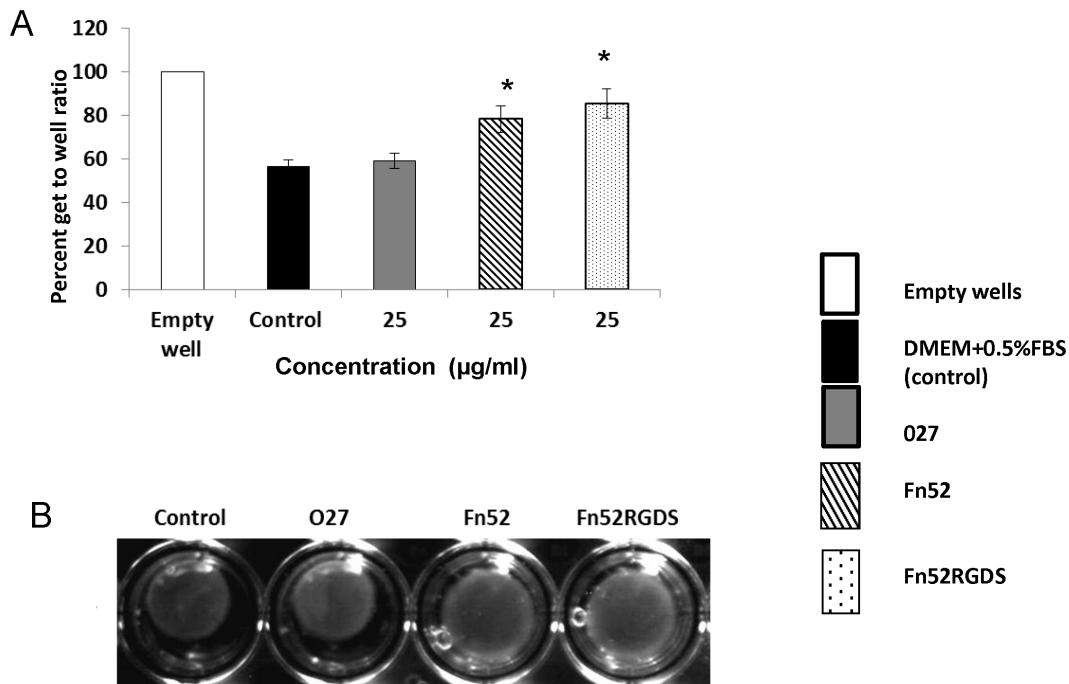 A
Percent get to well ratio
120
100
80
60
40
20
0
Empty
well
Control
25
25
25
*
*
Concentration (µg/ml)
Empty wells
DMEM+0.5%FBS
(control)
027
Fn52
Fn52RGDS
B
Control
O27
Fn52
Fn52RGDS